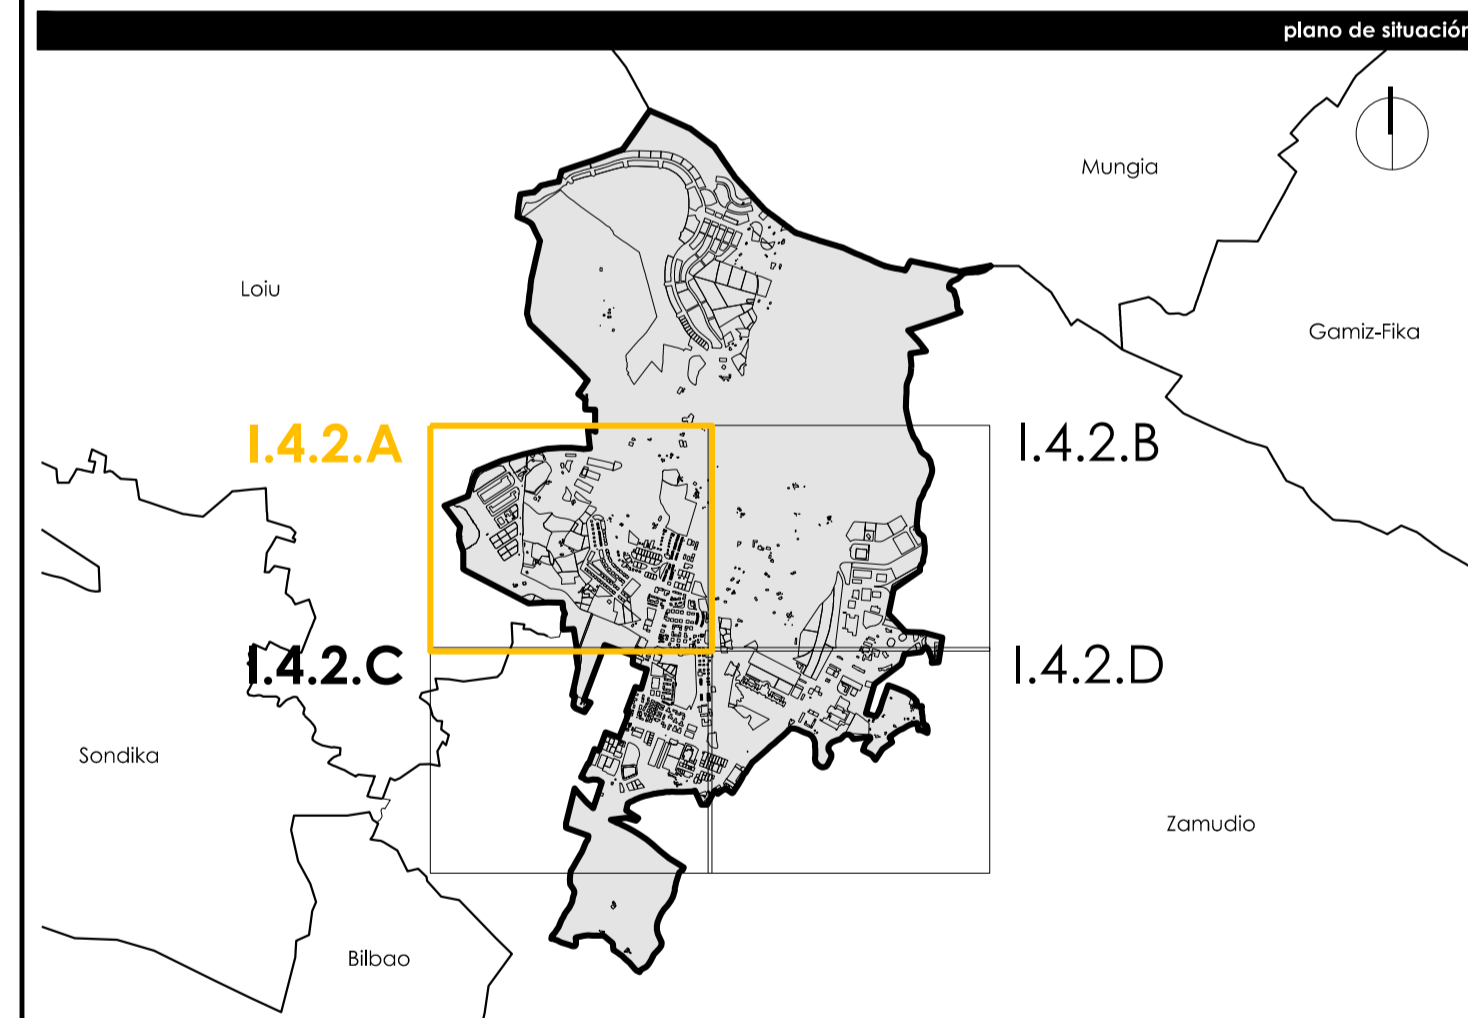 plano de situación
Mungia
Loiu
Gamiz-Fika
I.4.2.A
I.4.2.B
I.4.2.C
I.4.2.D
Sondika
Zamudio
Bilbao